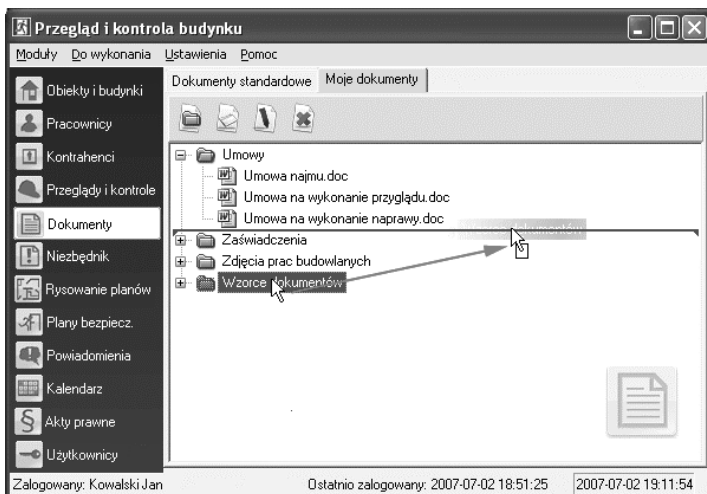 Przegląd i kontrola budynku
Moduły Do wykonania Ustawienia Pomoc
Obiekty i budynki
Pracownicy
Kontrahenci
Przeglądy i kontrole
Dokumenty
Niezbędnik
Rysowanie planów
Plany bezpiecz.
Powiadomienia
Kalendarz
§ Akty prawne
Użytkownicy
Dokumenty standardowe Moje dokumenty
Umowy
Umowa najmu.doc
Umowa na wykonanie przyglądu.doc
Umowa na wykonanie naprawy.doc
Wzorce dokumentów
Zaświadczenia
Zdjęcia prac budowlanych
Wzorce dokumentów
Zalogowany: Kowalski Jan Ostatnio zalogowany: 2007-07-02 18:51:25 2007-07-02 19:11:54